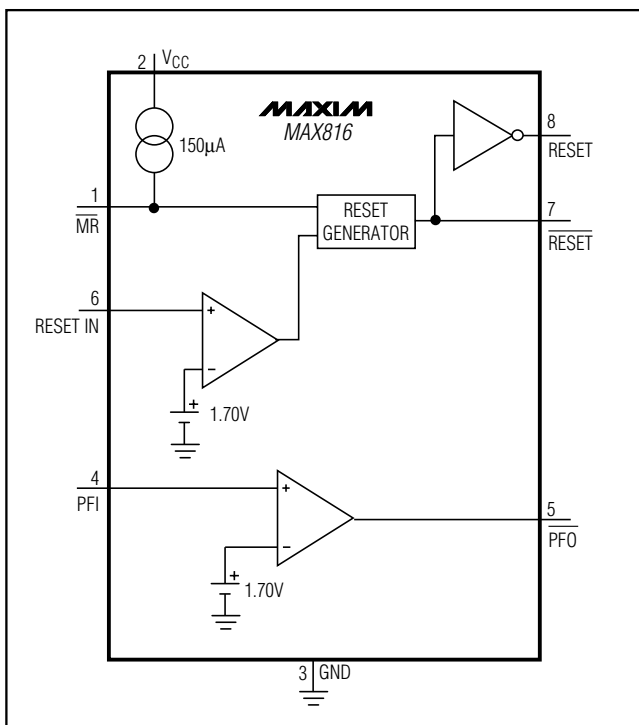 2 VCC
MAXIM
MAX816
150µA
8
RESET
1
MR
RESET
GENERATOR
7
RESET
6
RESET IN
+
−
+
1.70V
4
PFI
+
−
5
PFO
+
1.70V
3 GND